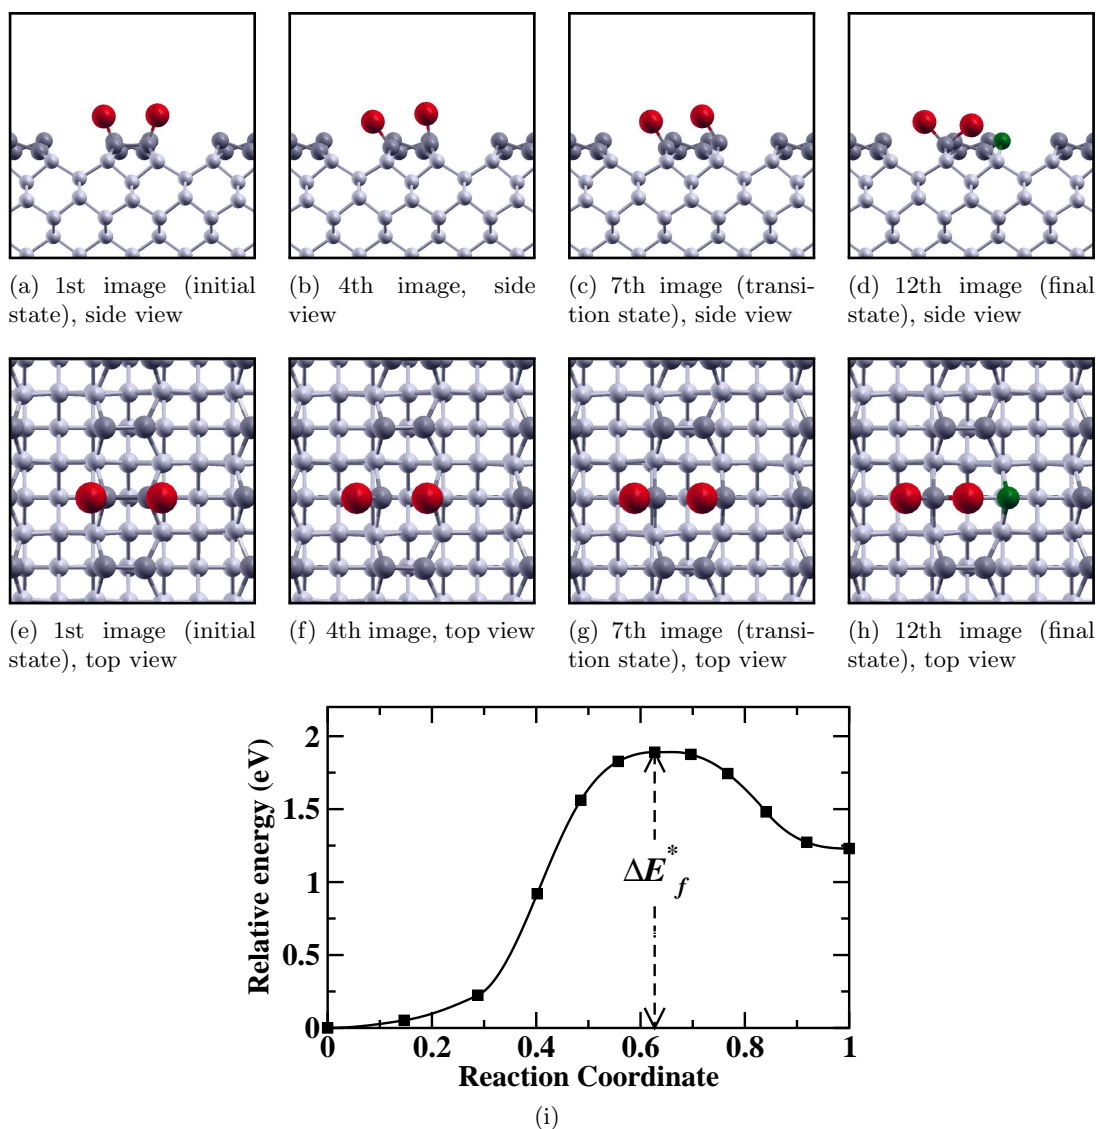 (a) 1st image (initial
state), side view
(b) 4th image, side
view
(c) 7th image (transi-
tion state), side view
(d) 12th image (final
state), side view
(e) 1st image (initial
state), top view
(f) 4th image, top view
(g) 7th image (transi-
tion state), top view
(h) 12th image (final
state), top view
Relative energy (eV)
2
1.5
1
0.5
0
ΔE*f
0 0.2 0.4 0.6 0.8 1
Reaction Coordinate
(i)